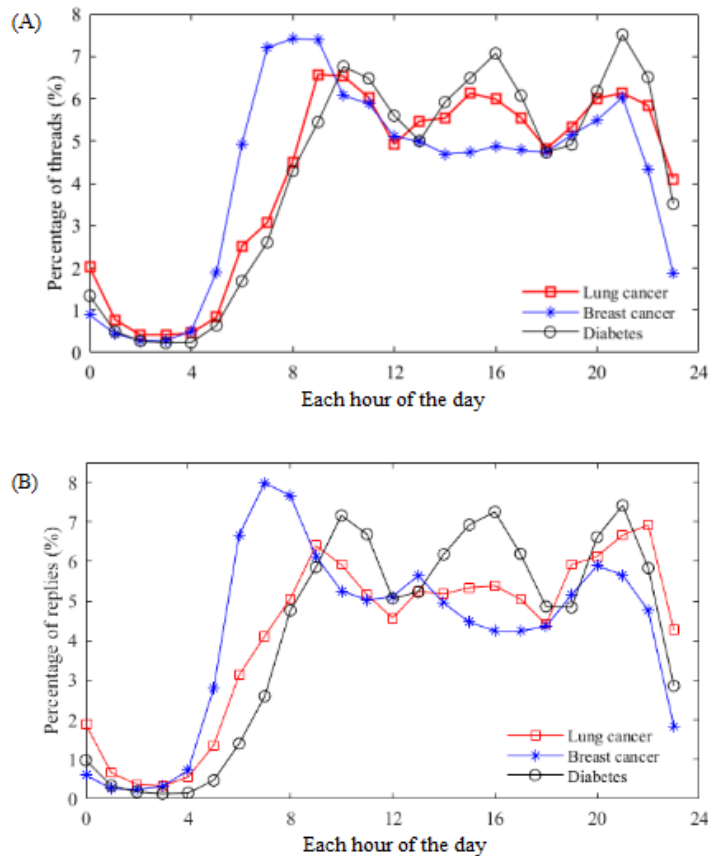 (A)
8
7
6
5
4
3
2
1
0
Percentage of threads (%)
Lung cancer
Breast cancer
Diabetes
0 4 8 12 16 20 24
Each hour of the day
(B)
8
7
6
5
4
3
2
1
0
Percentage of replies (%)
Lung cancer
Breast cancer
Diabetes
0 4 8 12 16 20 24
Each hour of the day